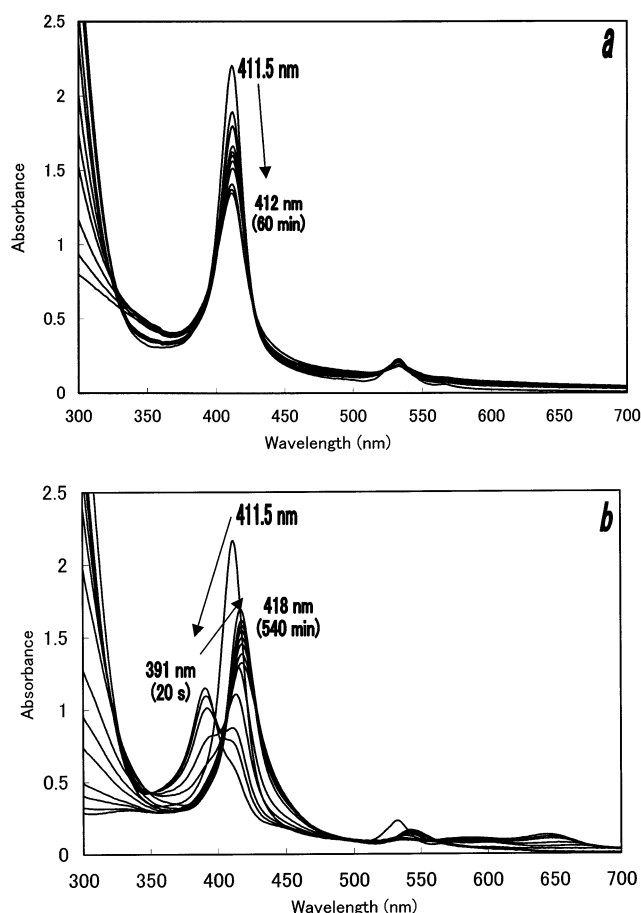 a
2.5
2
1.5
1
0.5
0
Absorbance
411.5 nm
412 nm
(60 min)
300 350 400 450 500 550 600 650 700
Wavelength (nm)
b
2.5
2
1.5
1
0.5
0
Absorbance
411.5 nm
418 nm
(540 min)
391 nm
(20 s)
300 350 400 450 500 550 600 650 700
Wavelength (nm)